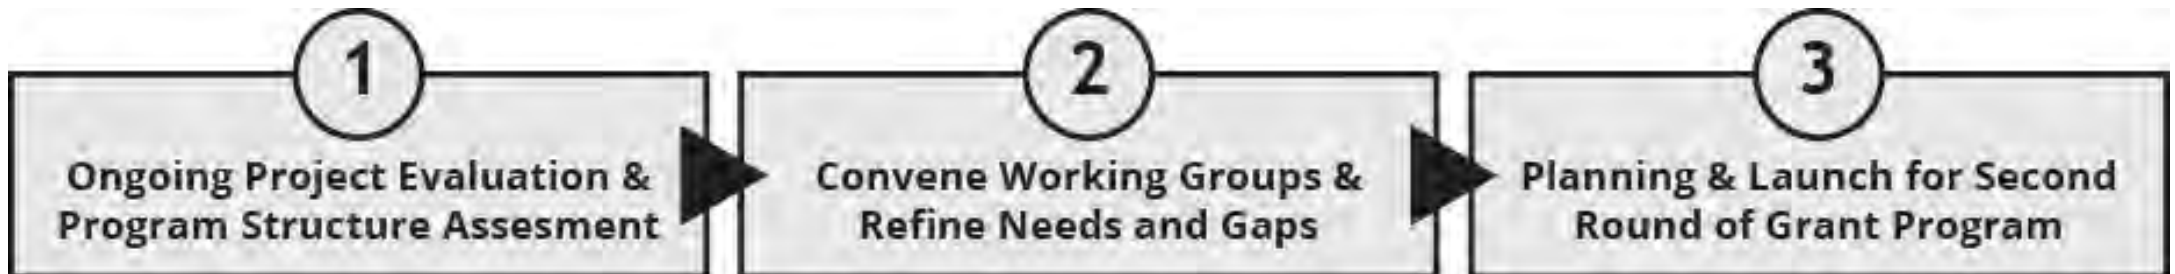 1
Ongoing Project Evaluation &
Program Structure Assesment
2
Convene Working Groups &
Refine Needs and Gaps
3
Planning & Launch for Second
Round of Grant Program